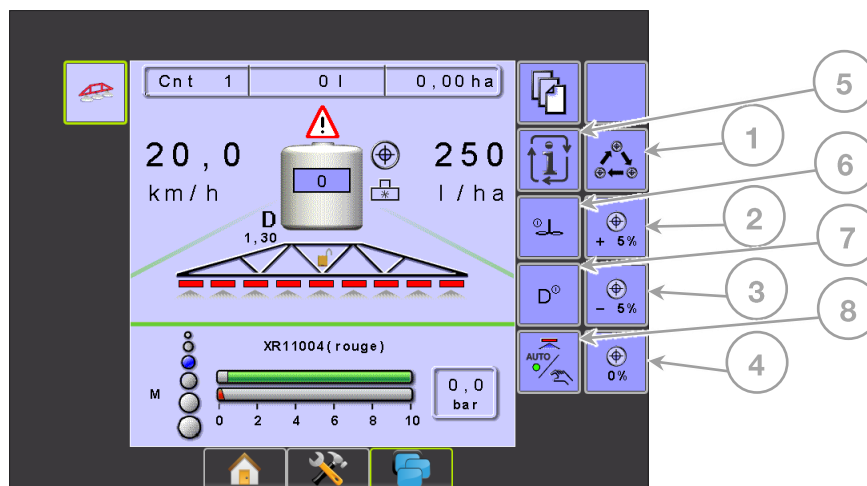 Cnt 1 0 l 0,00 ha
20,0 250
km/h l/ha
0
D
1,30
XR11004(rouge)
M
0 2 4 6 8 10
0,0
bar
i
+ 5%
D
- 5%
AUTO
0%
5
1
6
2
7
3
8
4